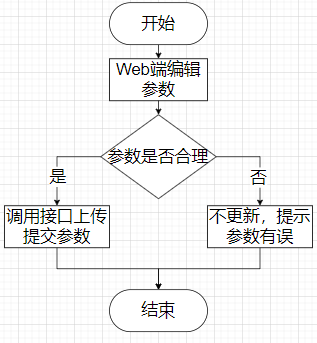 开始
Web端编辑
参数
参数是否合理
是
否
调用接口上传
提交参数
不更新，提示
参数有误
结束